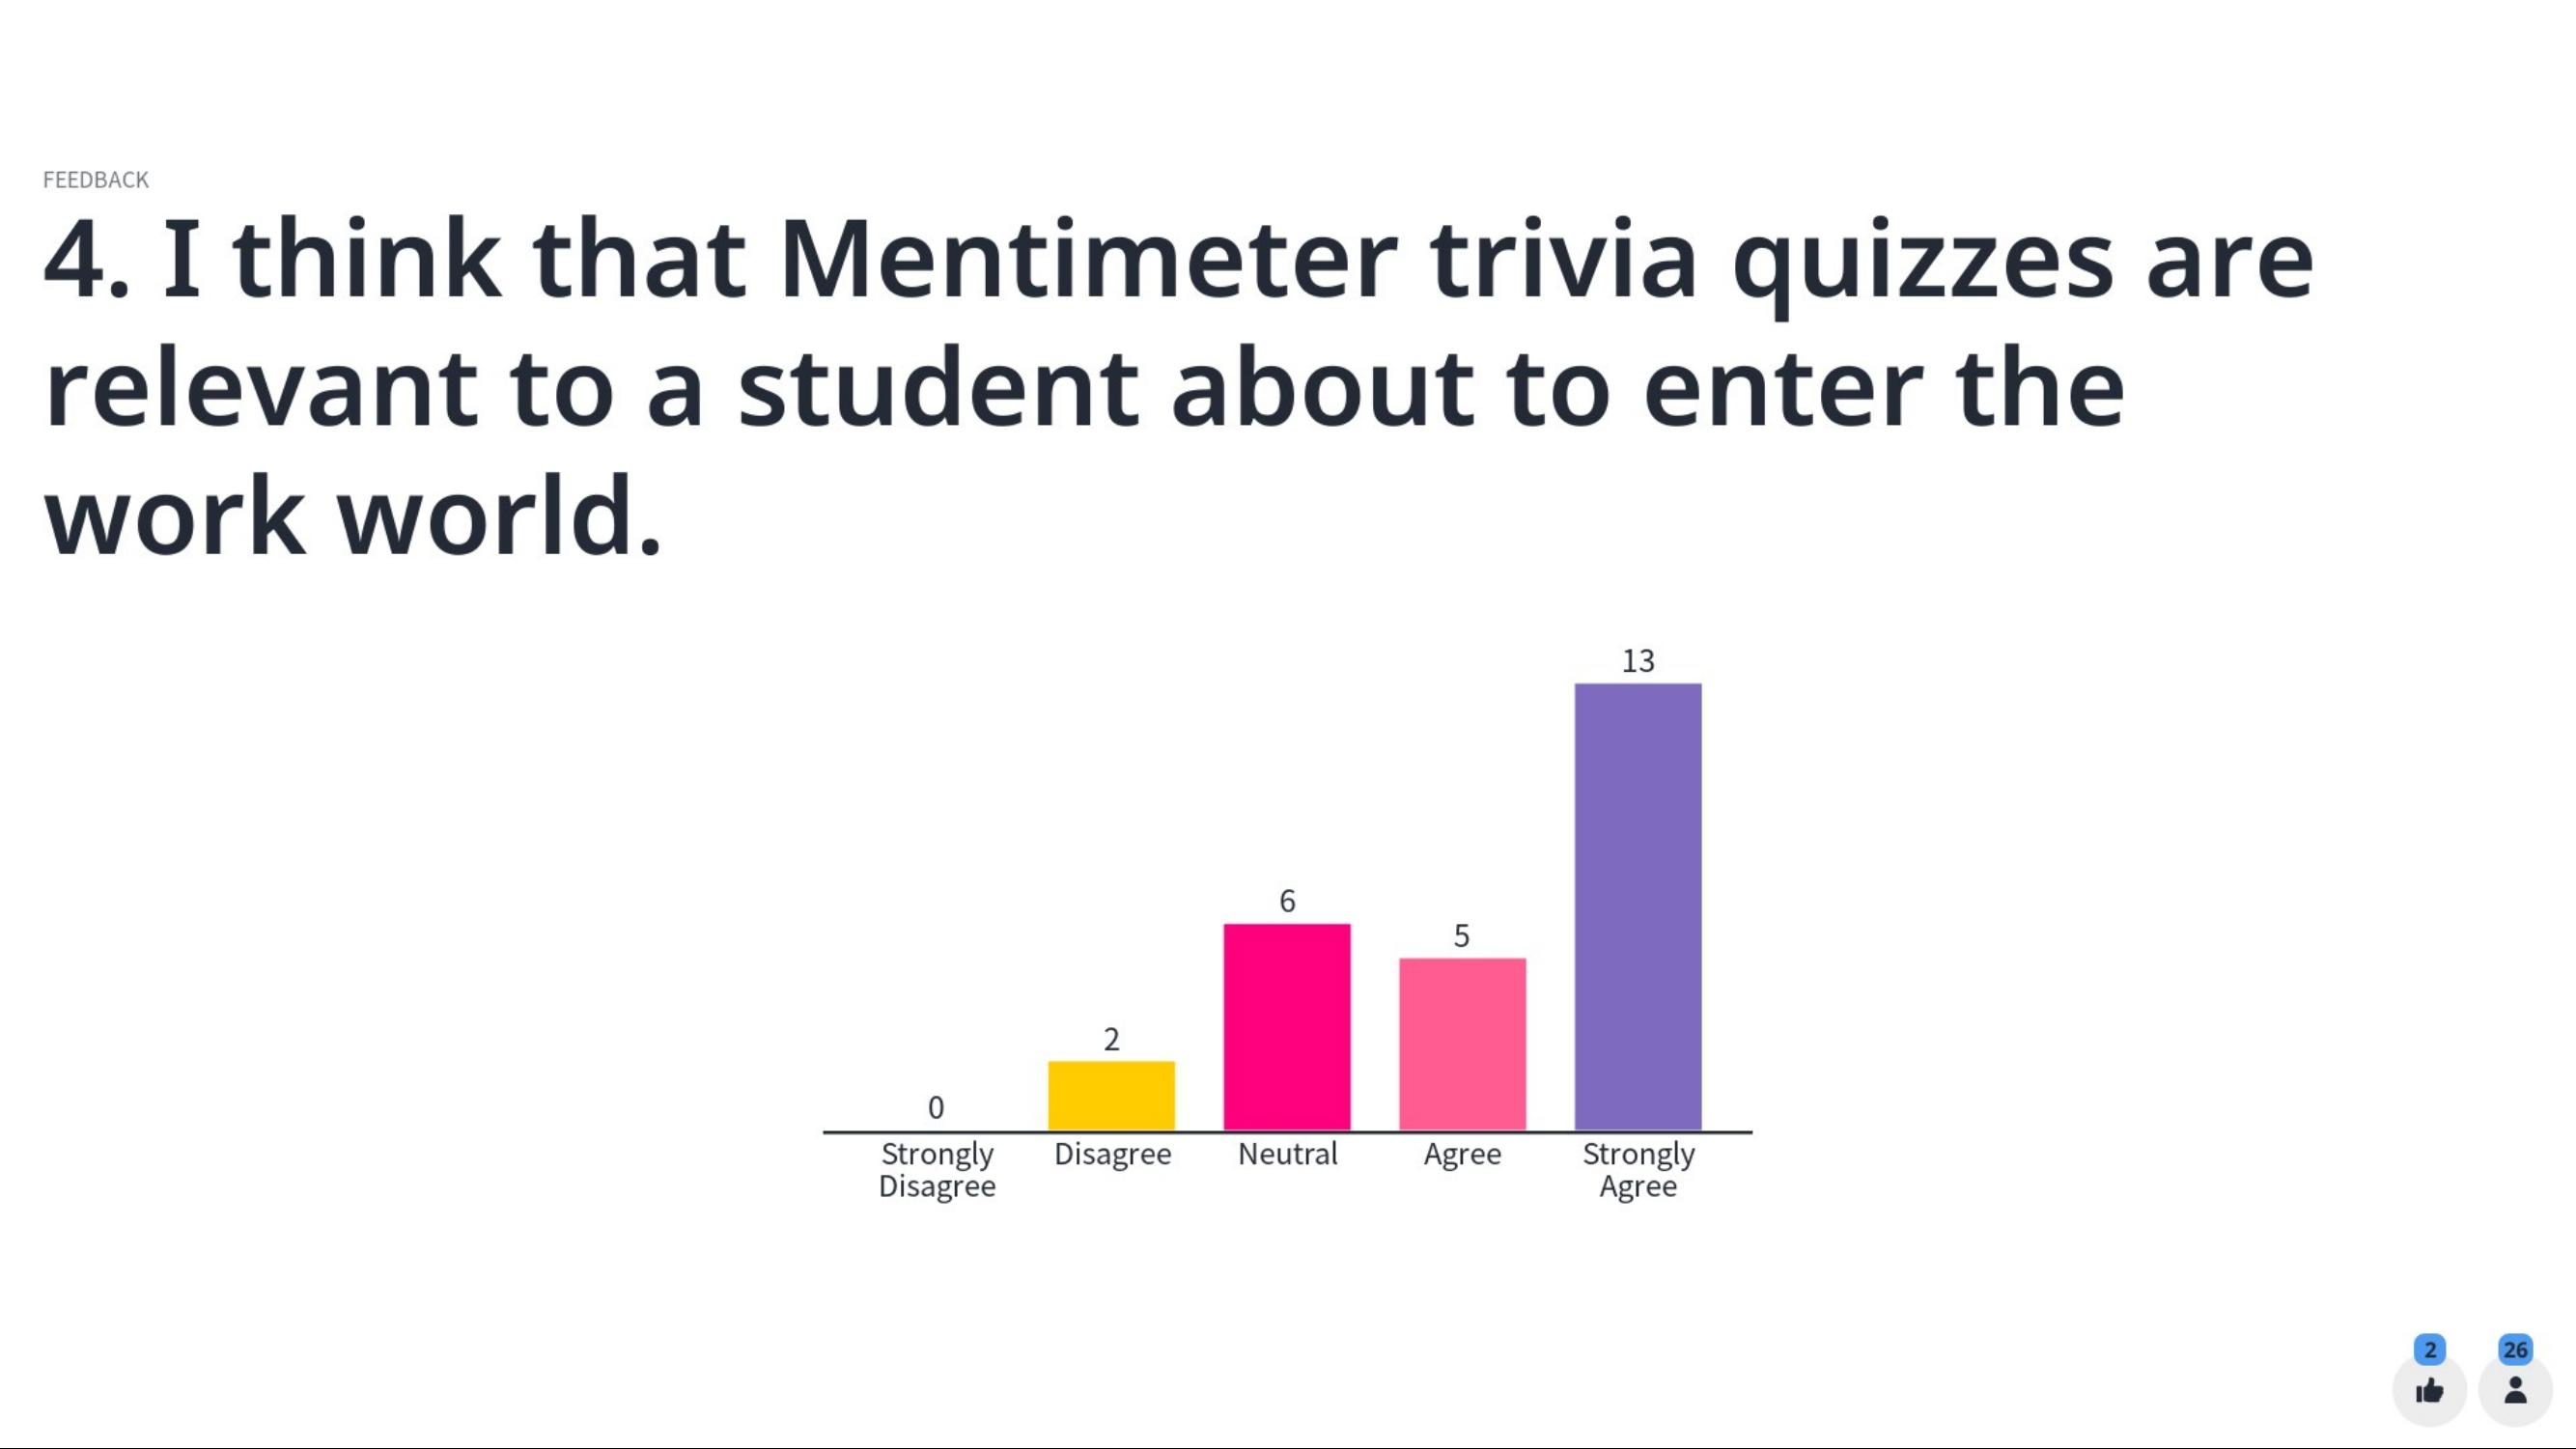 FEEDBACK
4. I think that Mentimeter trivia quizzes are
relevant to a student about to enter the
work world.
13
6
5
2
0
Strongly Disagree
Disagree
Neutral
Agree
Strongly Agree
2
26